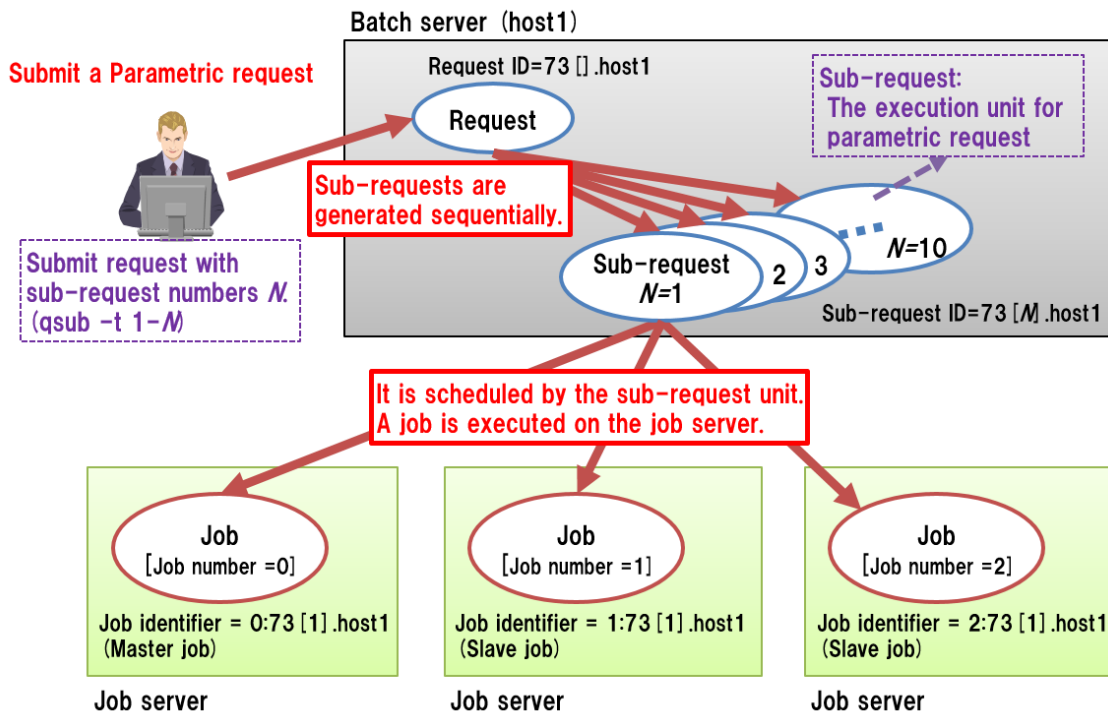 Batch server (host1)
Submit a Parametric request
Request ID=73 [] .host1
Request
Sub-request:
The execution unit for
parametric request
Sub-requests are
generated sequentially.
Submit request with
sub-request numbers N.
(qsub -t 1-N)
Sub-request
N=1
2
3
N=10
Sub-request ID=73 [N] .host1
It is scheduled by the sub-request unit.
A job is executed on the job server.
Job
[Job number =0]
Job identifier = 0:73 [1] .host1
(Master job)
Job server
Job
[Job number =1]
Job identifier = 1:73 [1] .host1
(Slave job)
Job server
Job
[Job number =2]
Job identifier = 2:73 [1] .host1
(Slave job)
Job server